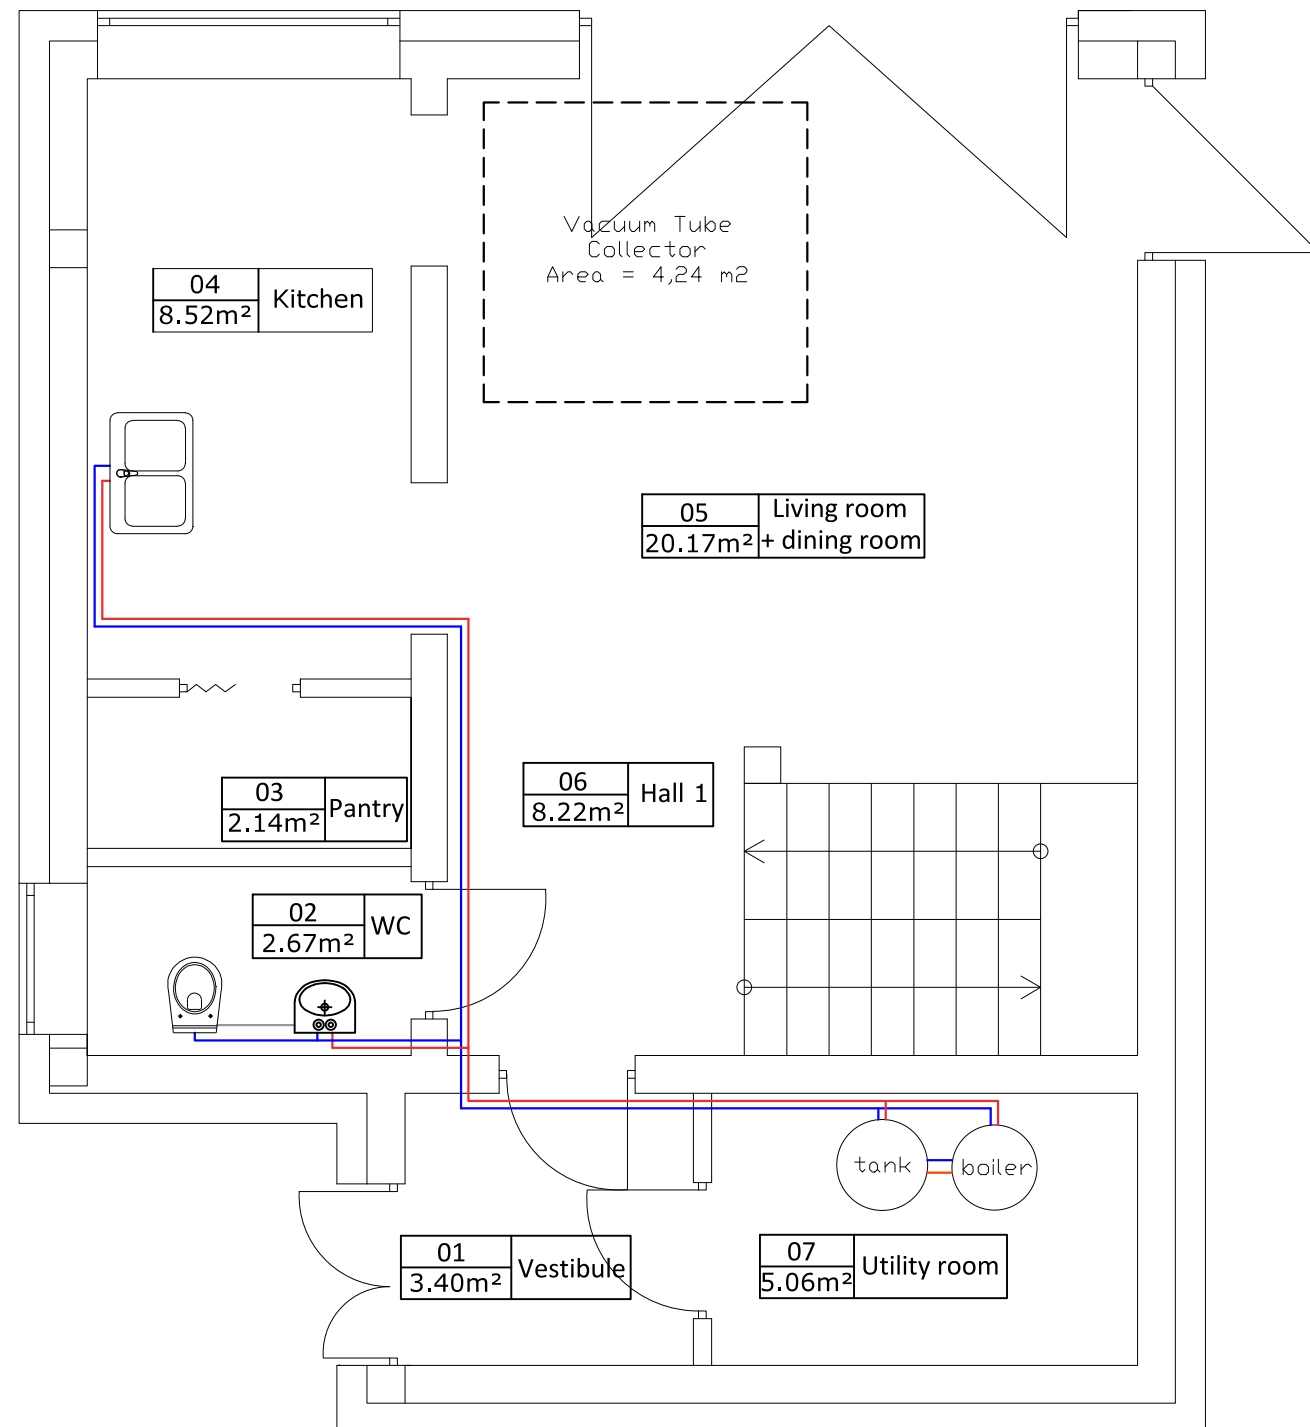 Vacuum Tube
Collector
Area = 4,24 m2
04
8.52m²
Kitchen
05
20.17m²
Living room
+ dining room
06
8.22m²
Hall 1
03
2.14m²
Pantry
02
2.67m²
WC
tank
boiler
01
3.40m²
Vestibule
07
5.06m²
Utility room